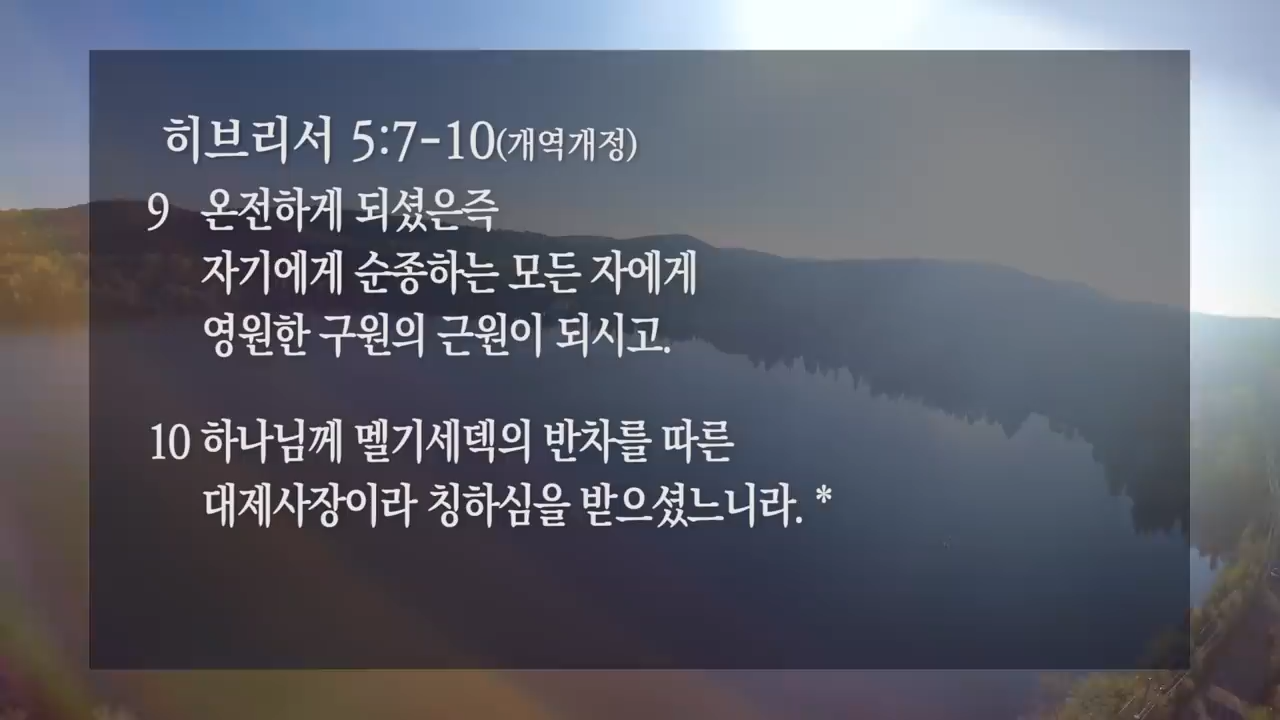 히브리서 5:7-10(개역개정)
9 온전하게 되셨은즉
자기에게 순종하는 모든 자에게
영원한 구원의 근원이 되시고.
10 하나님께 멜기세덱의 반차를 따른
대제사장이라 칭하심을 받으셨느니라. *